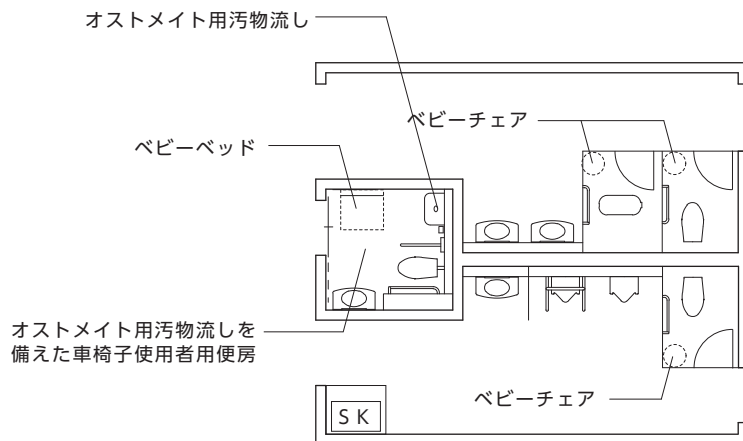 オストメイト用汚物流し
ベビーチェア
ベビーベッド
オストメイト用汚物流しを
備えた車椅子使用者用便房
ベビーチェア
SK